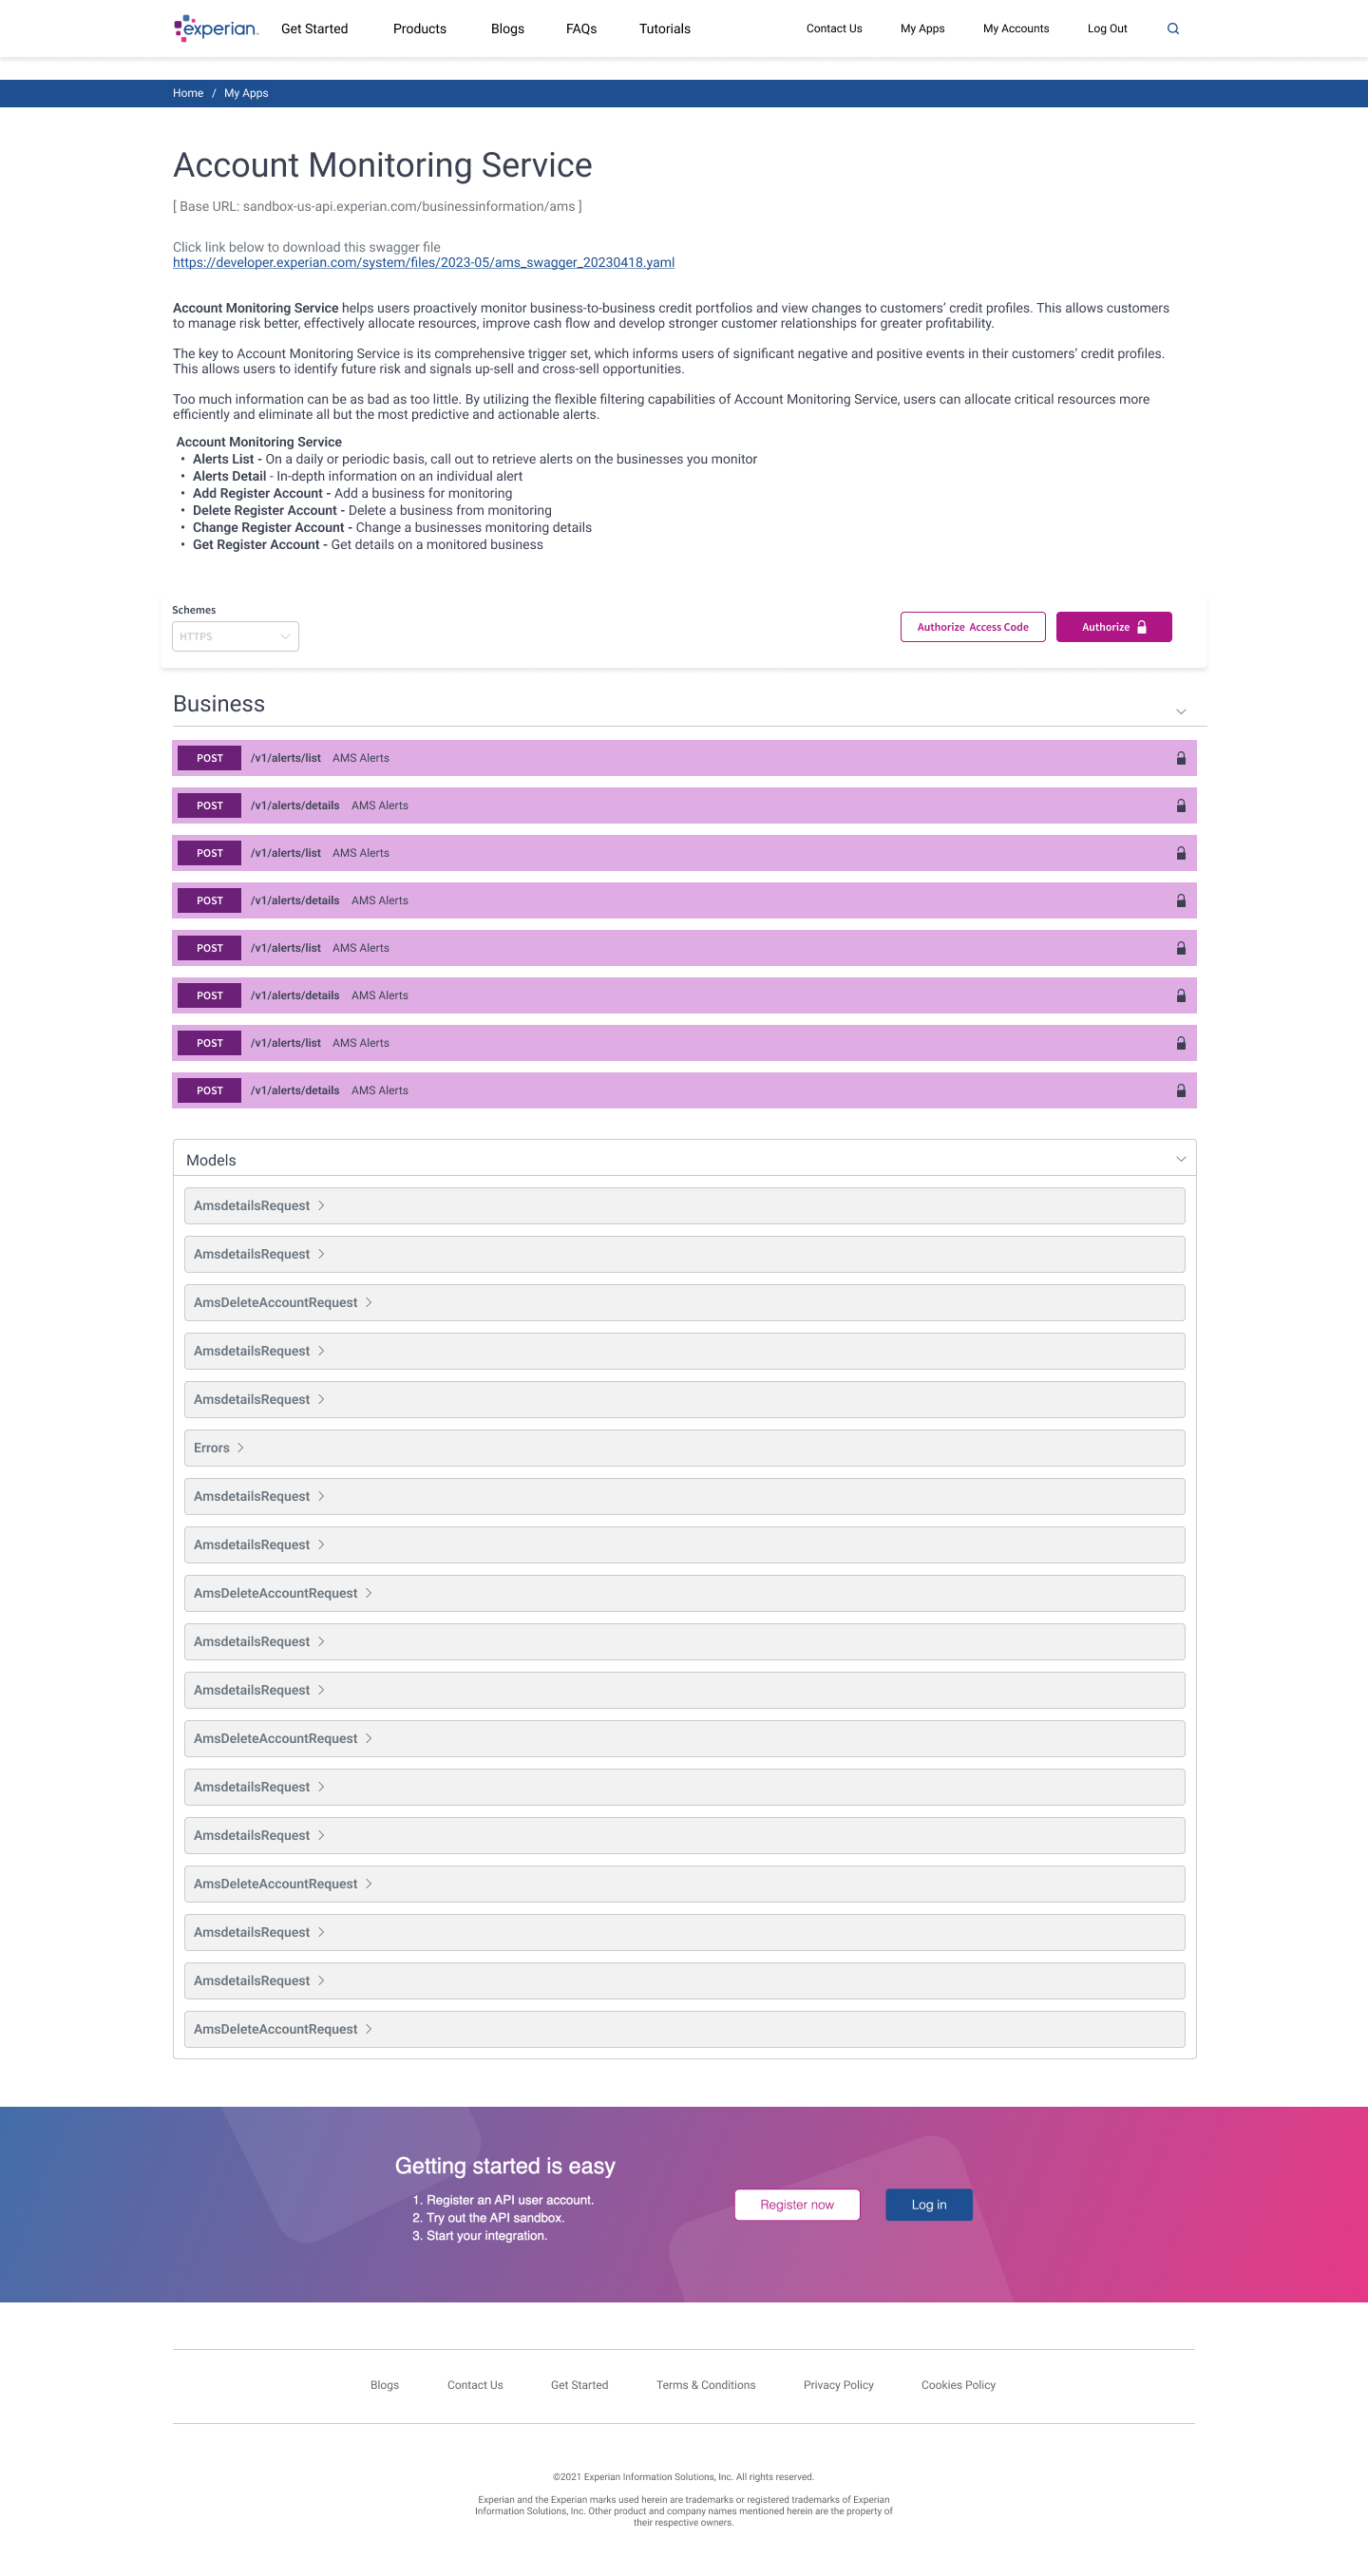 experian.
Get Started
Products
Blogs
FAQs
Tutorials
Contact Us
My Apps
My Accounts
Log Out
Home / My Apps
Account Monitoring Service
[ Base URL: sandbox-us-api.experian.com/businessinformation/ams ]
Click link below to download this swagger file
https://developer.experian.com/system/files/2023-05/ams_swagger_20230418.yaml
Account Monitoring Service helps users proactively monitor business-to-business credit portfolios and view changes to customers’ credit profiles. This allows customers
to manage risk better, effectively allocate resources, improve cash flow and develop stronger customer relationships for greater profitability.
The key to Account Monitoring Service is its comprehensive trigger set, which informs users of significant negative and positive events in their customers’ credit profiles.
This allows users to identify future risk and signals up-sell and cross-sell opportunities.
Too much information can be as bad as too little. By utilizing the flexible filtering capabilities of Account Monitoring Service, users can allocate critical resources more
efficiently and eliminate all but the most predictive and actionable alerts.
Account Monitoring Service
• Alerts List - On a daily or periodic basis, call out to retrieve alerts on the businesses you monitor
• Alerts Detail - In-depth information on an individual alert
• Add Register Account - Add a business for monitoring
• Delete Register Account - Delete a business from monitoring
• Change Register Account - Change a businesses monitoring details
• Get Register Account - Get details on a monitored business
Schemes
HTTPS
Authorize Access Code
Authorize
Business
POST /v1/alerts/list AMS Alerts
POST /v1/alerts/details AMS Alerts
POST /v1/alerts/list AMS Alerts
POST /v1/alerts/details AMS Alerts
POST /v1/alerts/list AMS Alerts
POST /v1/alerts/details AMS Alerts
POST /v1/alerts/list AMS Alerts
POST /v1/alerts/details AMS Alerts
Models
AmsdetailsRequest
AmsdetailsRequest
AmsDeleteAccountRequest
AmsdetailsRequest
AmsdetailsRequest
Errors
AmsdetailsRequest
AmsdetailsRequest
AmsDeleteAccountRequest
AmsdetailsRequest
AmsdetailsRequest
AmsDeleteAccountRequest
AmsdetailsRequest
AmsdetailsRequest
AmsDeleteAccountRequest
AmsdetailsRequest
AmsdetailsRequest
AmsDeleteAccountRequest
Getting started is easy
1. Register an API user account.
2. Try out the API sandbox.
3. Start your integration.
Register now
Log in
Blogs
Contact Us
Get Started
Terms & Conditions
Privacy Policy
Cookies Policy
©2021 Experian Information Solutions, Inc. All rights reserved.
Experian and the Experian marks used herein are trademarks or registered trademarks of Experian
Information Solutions, Inc. Other product and company names mentioned herein are the property of
their respective owners.